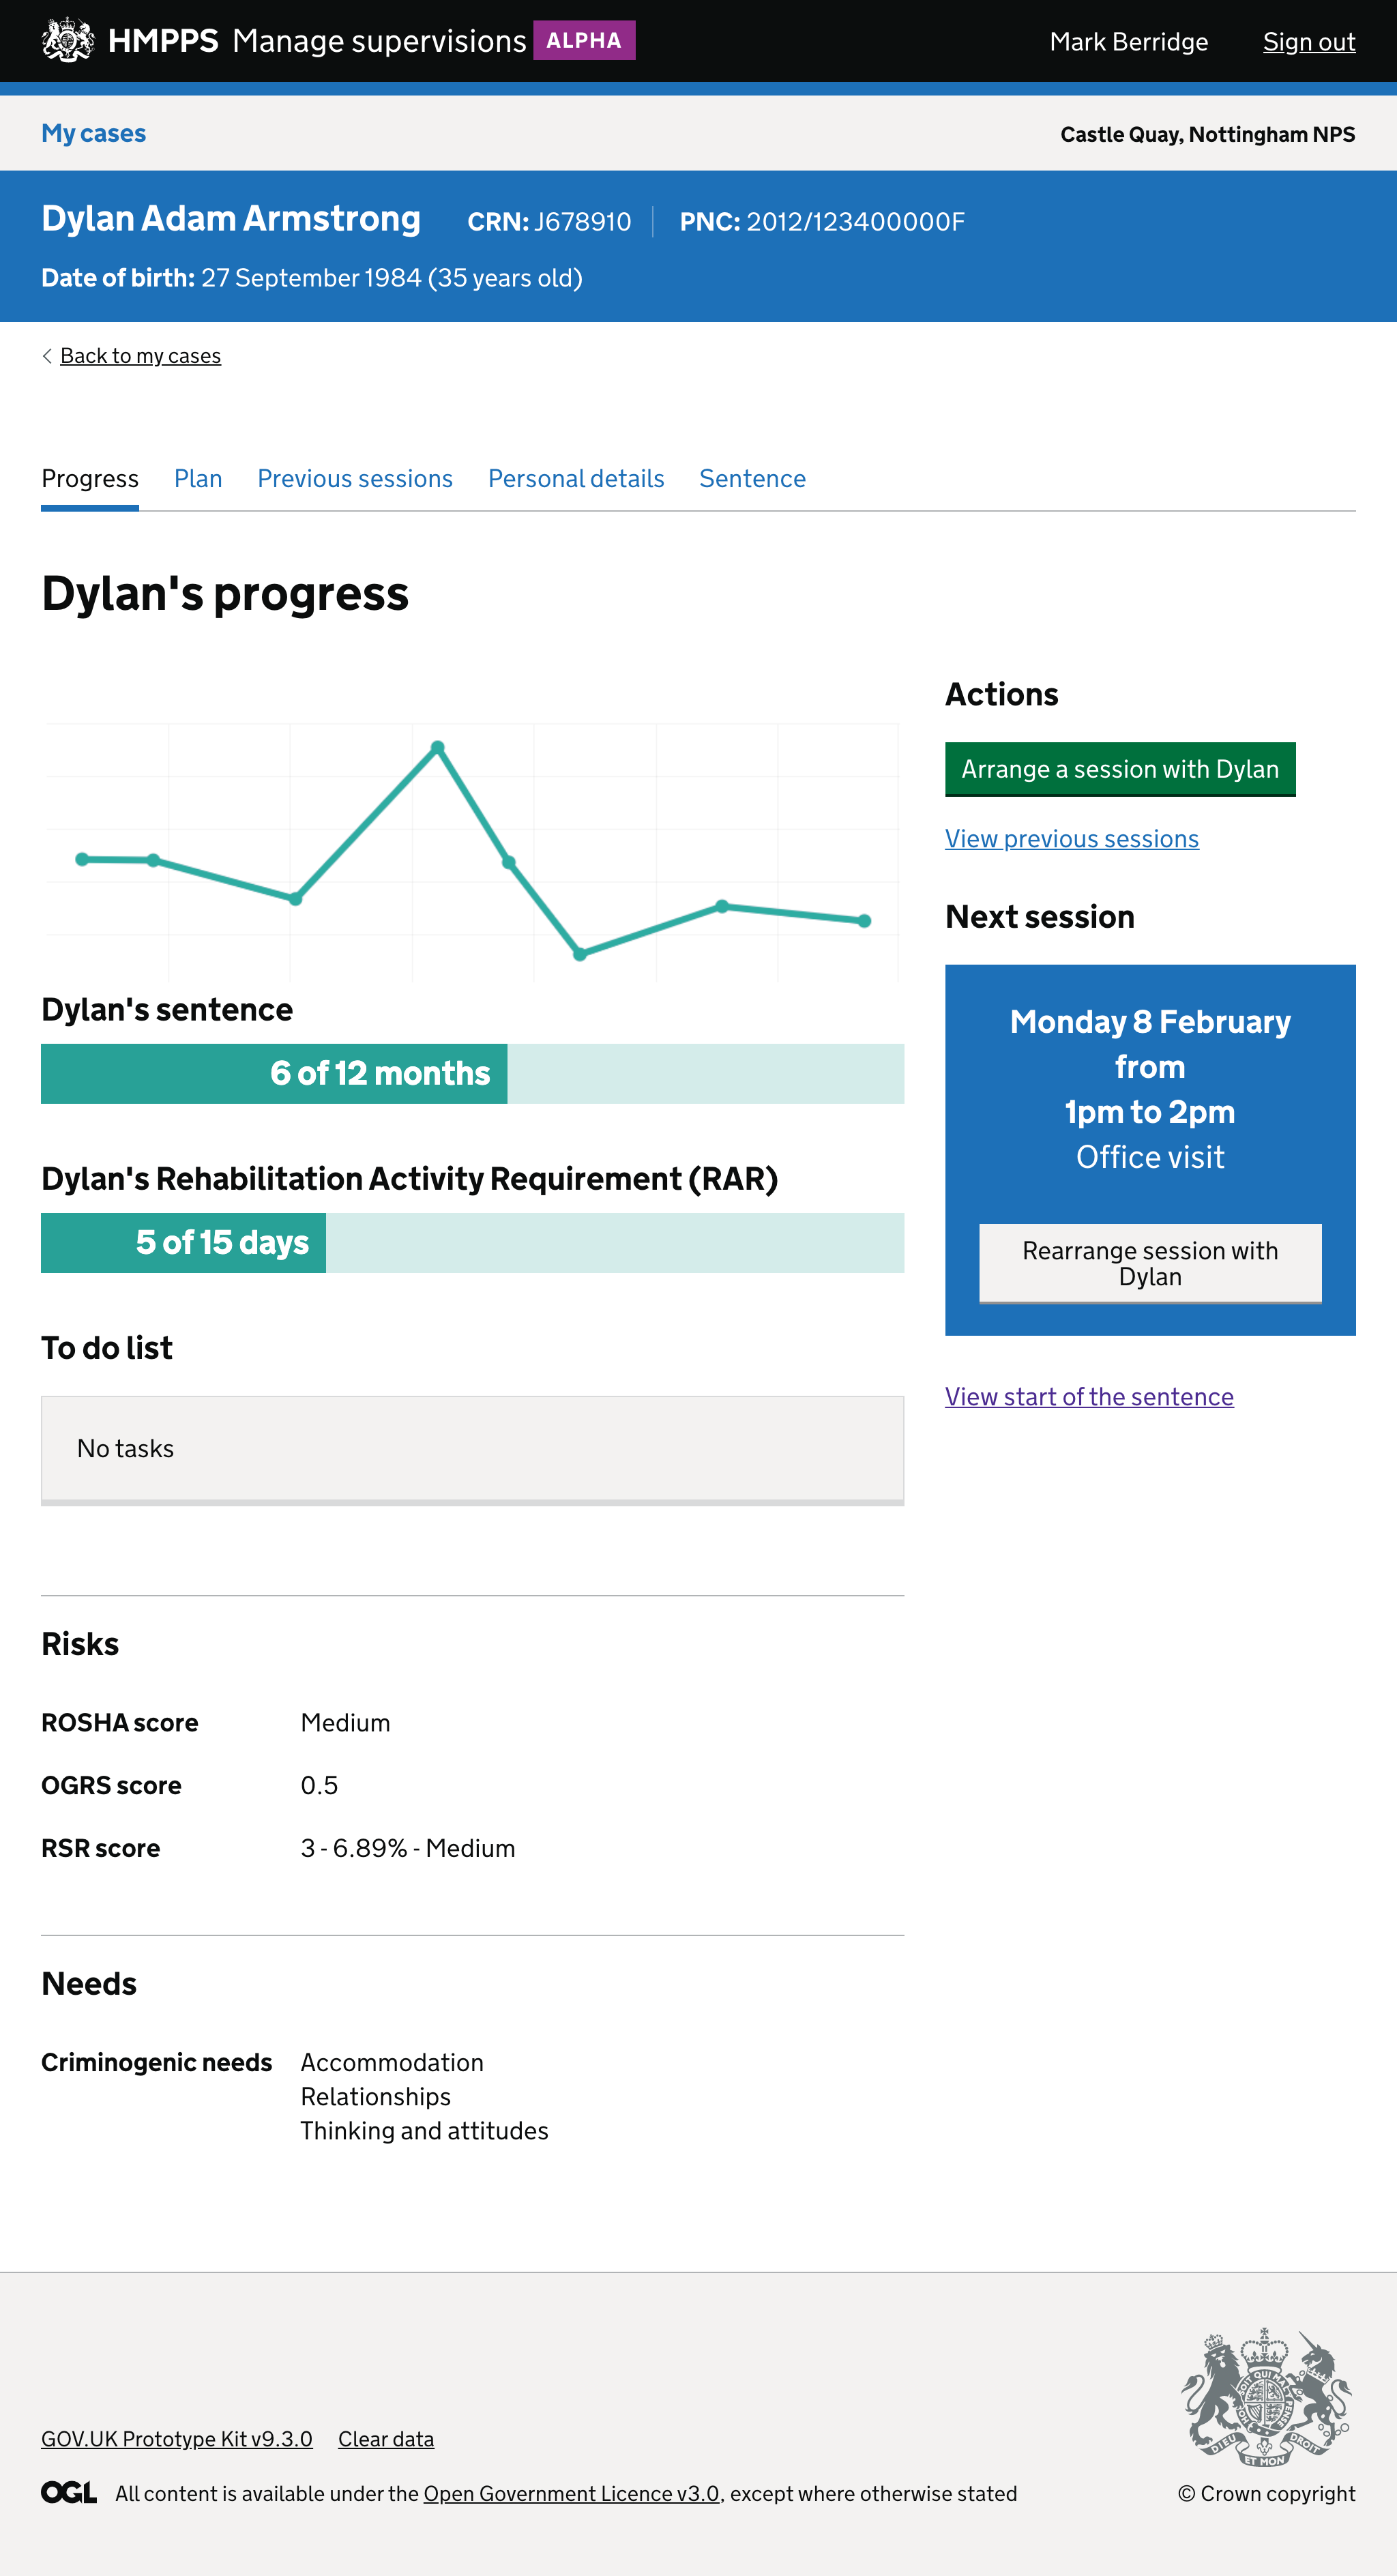 HMPPS Manage supervisions ALPHA
Mark Berridge Sign out
My cases
Castle Quay, Nottingham NPS
Dylan Adam Armstrong CRN: J678910 PNC: 2012/123400000F
Date of birth: 27 September 1984 (35 years old)
Back to my cases
Progress Plan Previous sessions Personal details Sentence
Dylan's progress
Dylan's sentence
6 of 12 months
Dylan's Rehabilitation Activity Requirement (RAR)
5 of 15 days
To do list
No tasks
Risks
ROSHA score Medium
OGRS score 0.5
RSR score 3 - 6.89% - Medium
Needs
Criminogenic needs Accommodation
Relationships
Thinking and attitudes
Actions
Arrange a session with Dylan
View previous sessions
Next session
Monday 8 February
from
1pm to 2pm
Office visit
Rearrange session with
Dylan
View start of the sentence
GOV.UK Prototype Kit v9.3.0 Clear data
OGL All content is available under the Open Government Licence v3.0, except where otherwise stated
DIEU ET MON DROIT
© Crown copyright